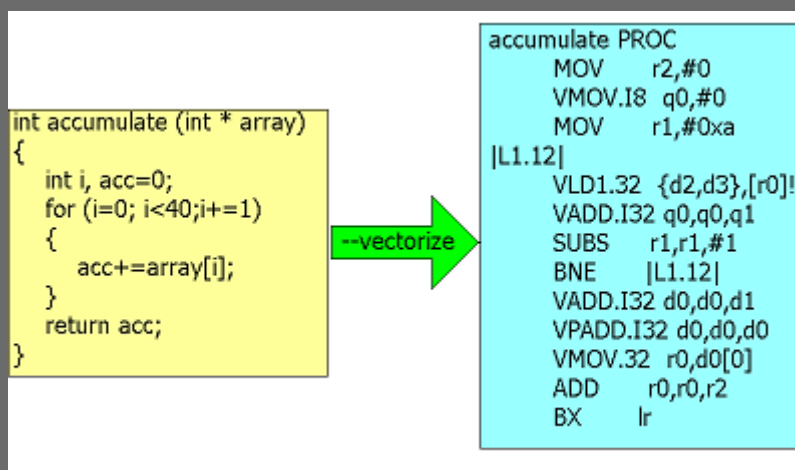 int accumulate (int * array)
{
int i, acc=0;
for (i=0; i<40;i+=1)
{
acc+=array[i];
}
return acc;
}
--vectorize
accumulate PROC
MOV r2,#0
VMOV.I8 q0,#0
MOV r1,#0xa
|L1.12|
VLD1.32 {d2,d3},[r0]!
VADD.I32 q0,q0,q1
SUBS r1,r1,#1
BNE |L1.12|
VADD.I32 d0,d0,d1
VPADD.I32 d0,d0,d0
VMOV.32 r0,d0[0]
ADD r0,r0,r2
BX lr